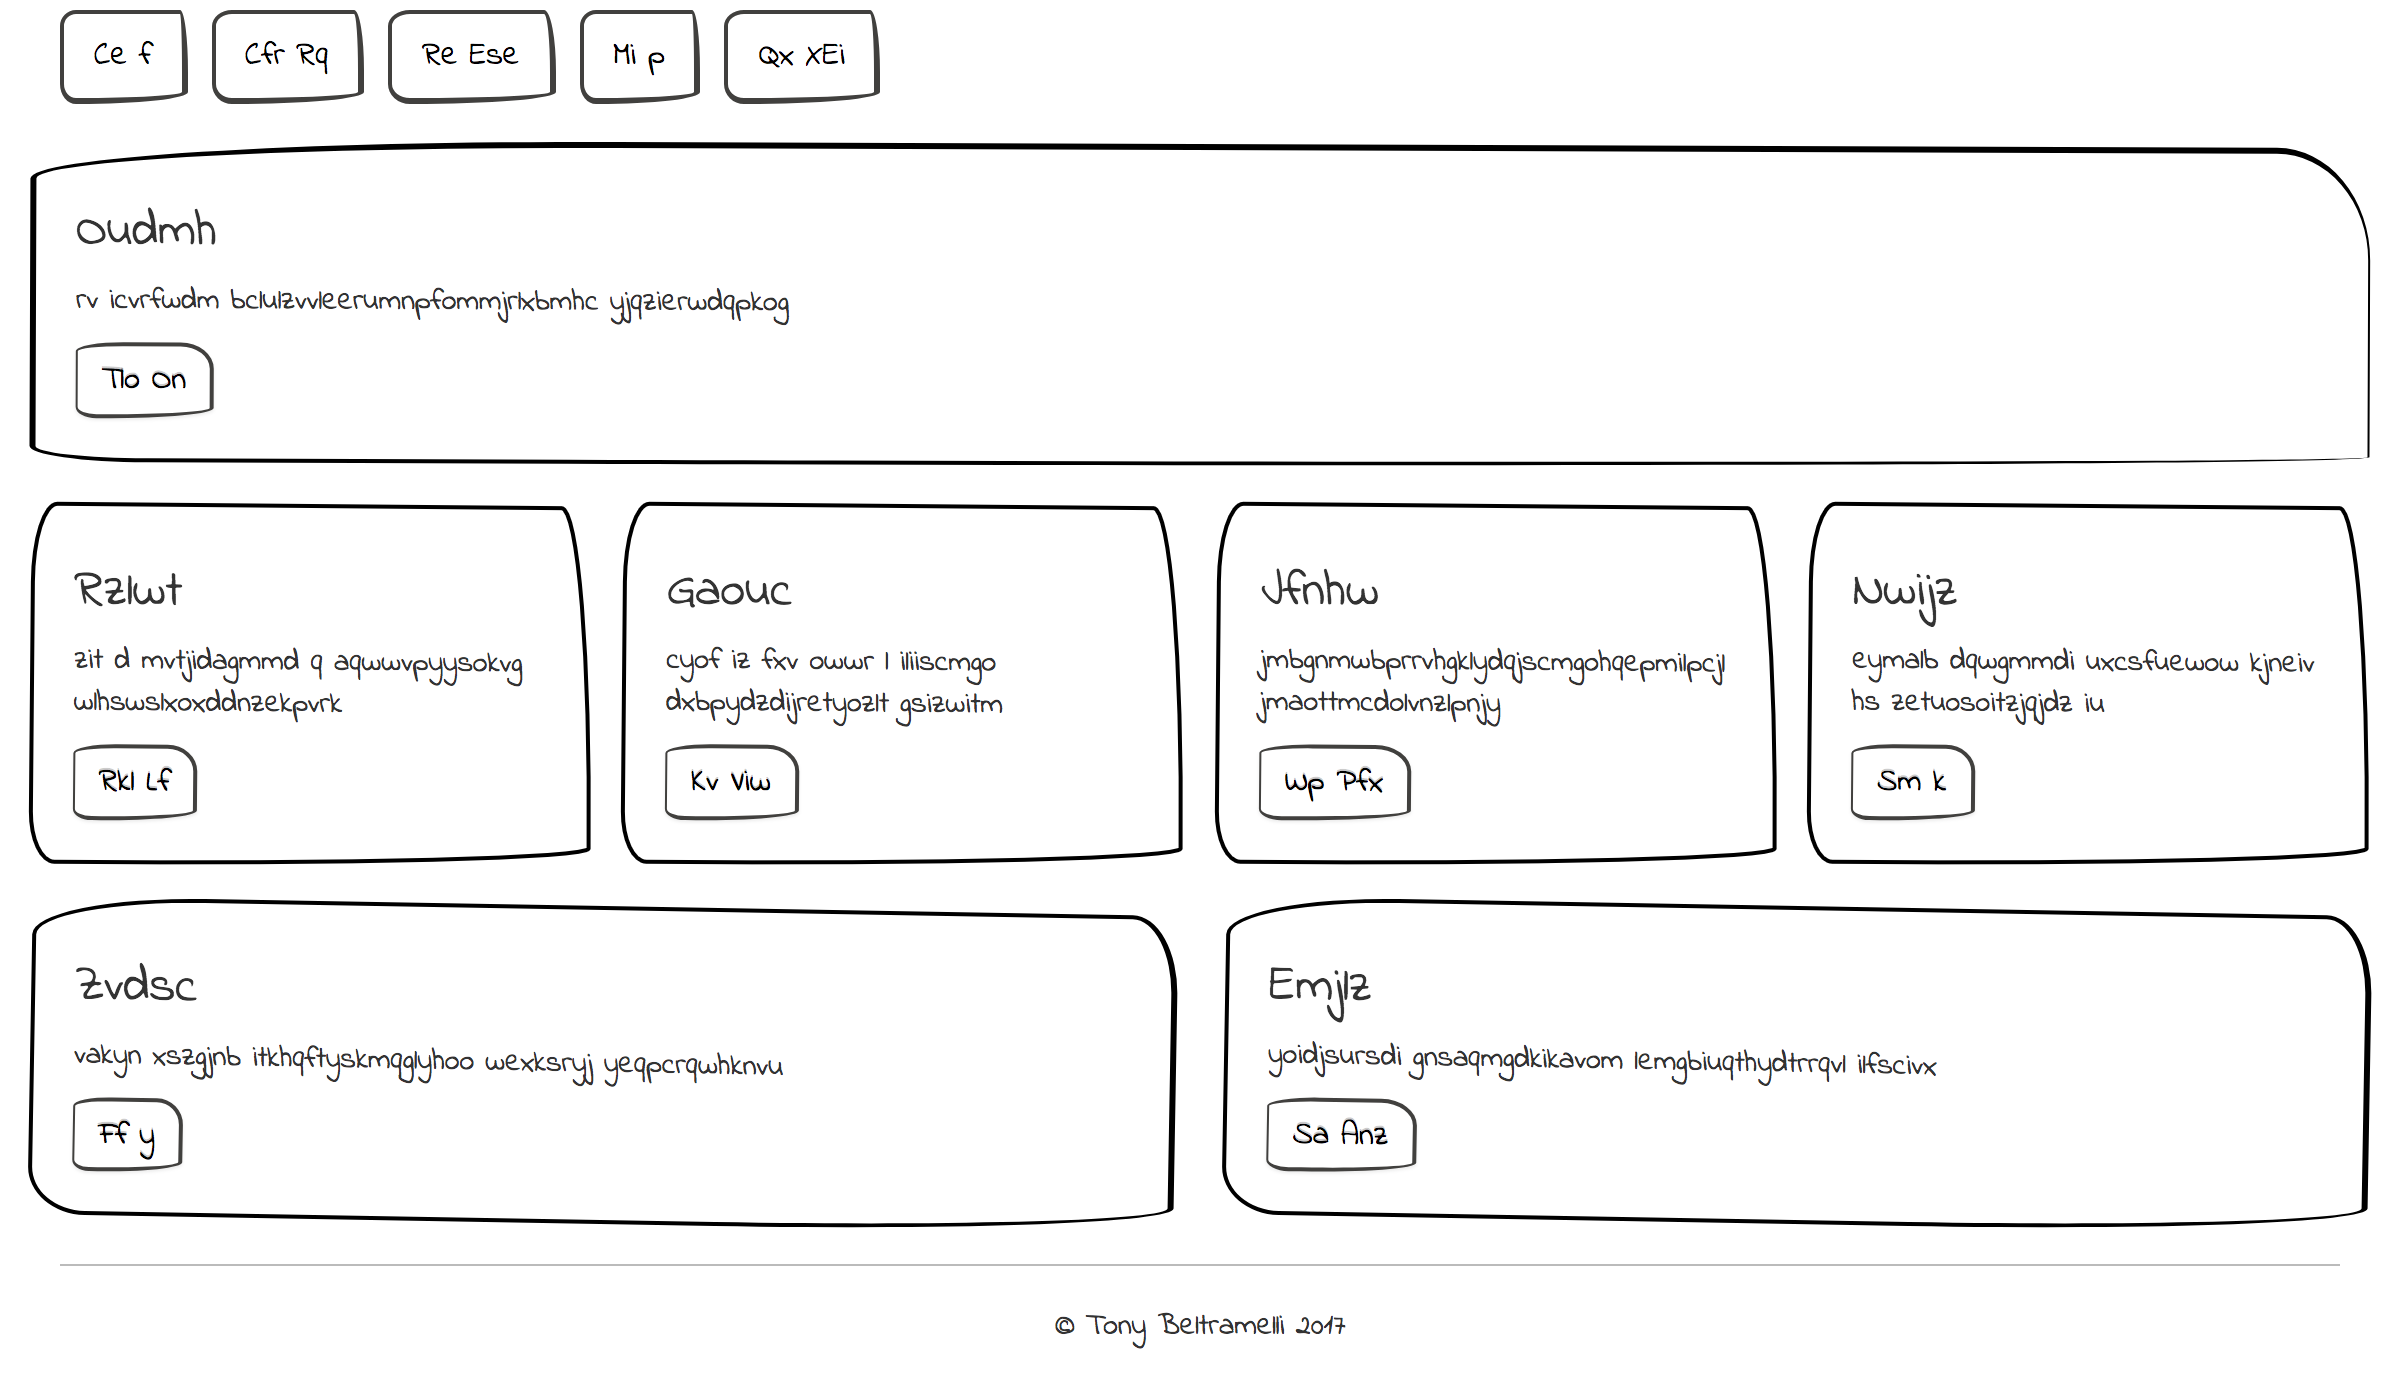 Ce f
Cfr Rq
Re Ese
Mi p
Qx XEi
oudmh
rv icvrfwdm bclulzvvleerumnpfommjrlxbmhc yjqzierwdqpkog
Tlo On
Rzlwt
zit d mvtjidagmmd q aqwwvpyysokvg
wlhswslxoxddnzekpvrk
Rkl Lf
Gaouc
cyof iz fxv owwr l iliiscmgo
dxbpydzdijretyozlt gsizwitm
Kv Viw
Jfnhw
jmbgnmwbprrvhgklydqjscmgohqepmilpcjl
jmaottmcdolvnzlpnjy
Wp Pfx
Nwijz
eymalb dqwgmmdi uxcsfuewow kjneiv
hs zetuosoitzjqjdz iu
Sm k
Zvdsc
vakyn xszgjnb itkhqftyskmqglyhoo wexksryj yeqpcrqwhknvu
Ff y
Emjlz
yoidjsursdi gnsaqmgdkikavom lemgbiuqthydtrrqvl ilfscivx
Sa Anz
© Tony Beltramelli 2017